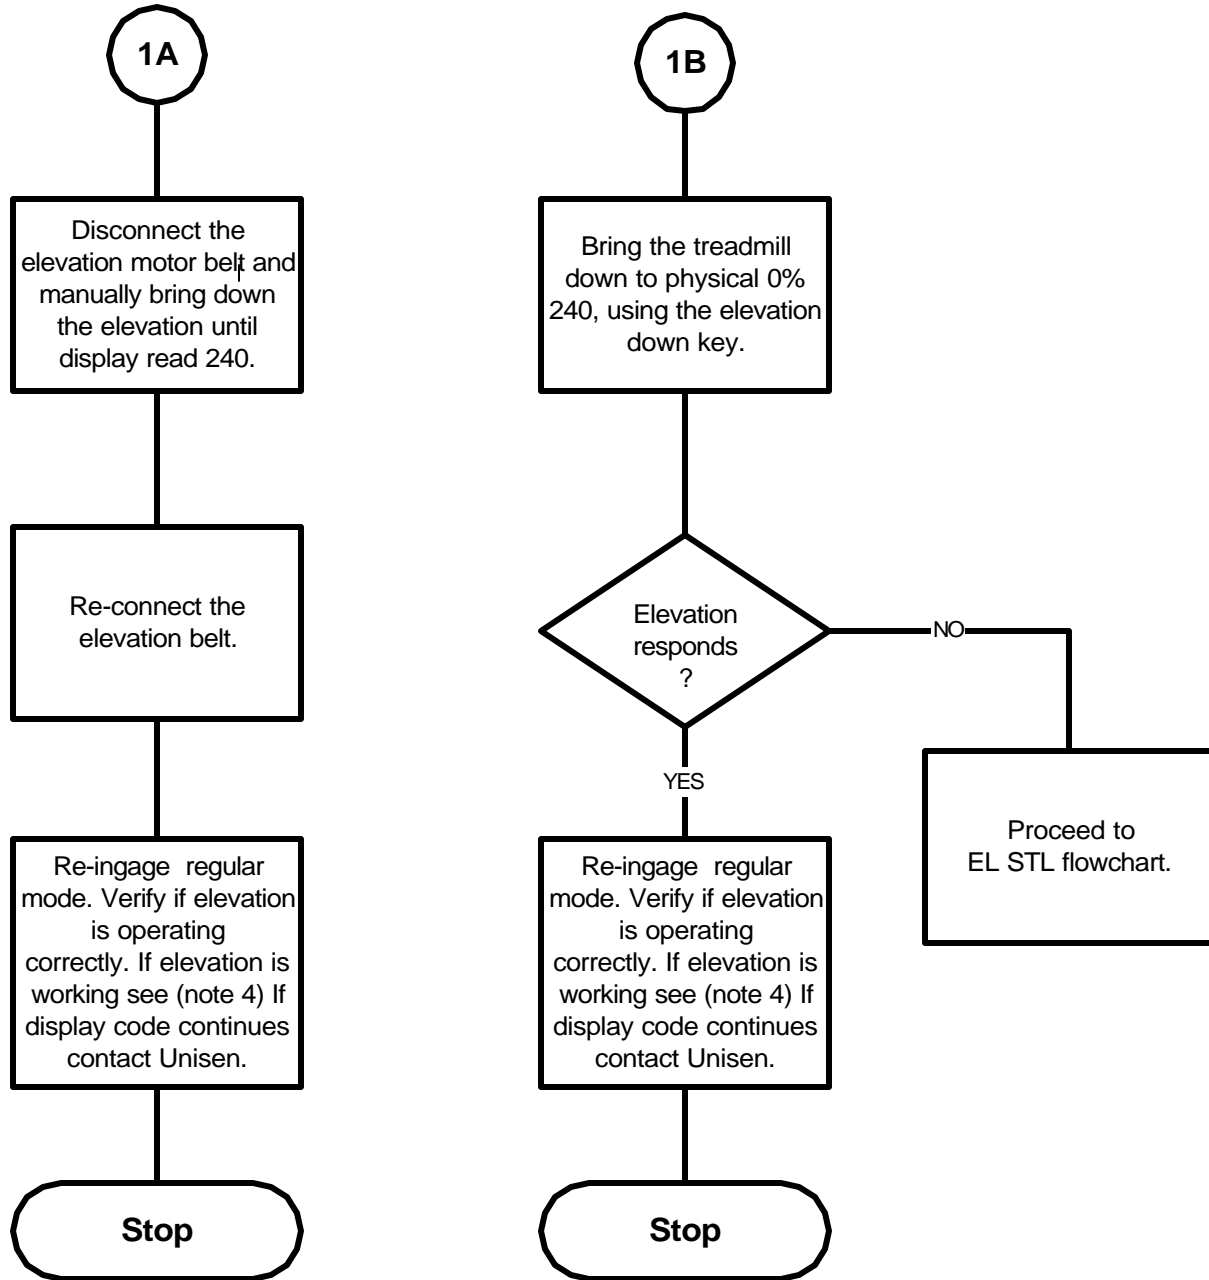 1A
Disconnect the
elevation motor belt and
manually bring down
the elevation until
display read 240.
Re-connect the
elevation belt.
Re-ingage regular
mode. Verify if elevation
is operating
correctly. If elevation is
working see (note 4) If
display code continues
contact Unisen.
Stop
1B
Bring the treadmill
down to physical 0%
240, using the elevation
down key.
Elevation
responds
?
NO
Proceed to
EL STL flowchart.
YES
Re-ingage regular
mode. Verify if elevation
is operating
correctly. If elevation is
working see (note 4) If
display code continues
contact Unisen.
Stop